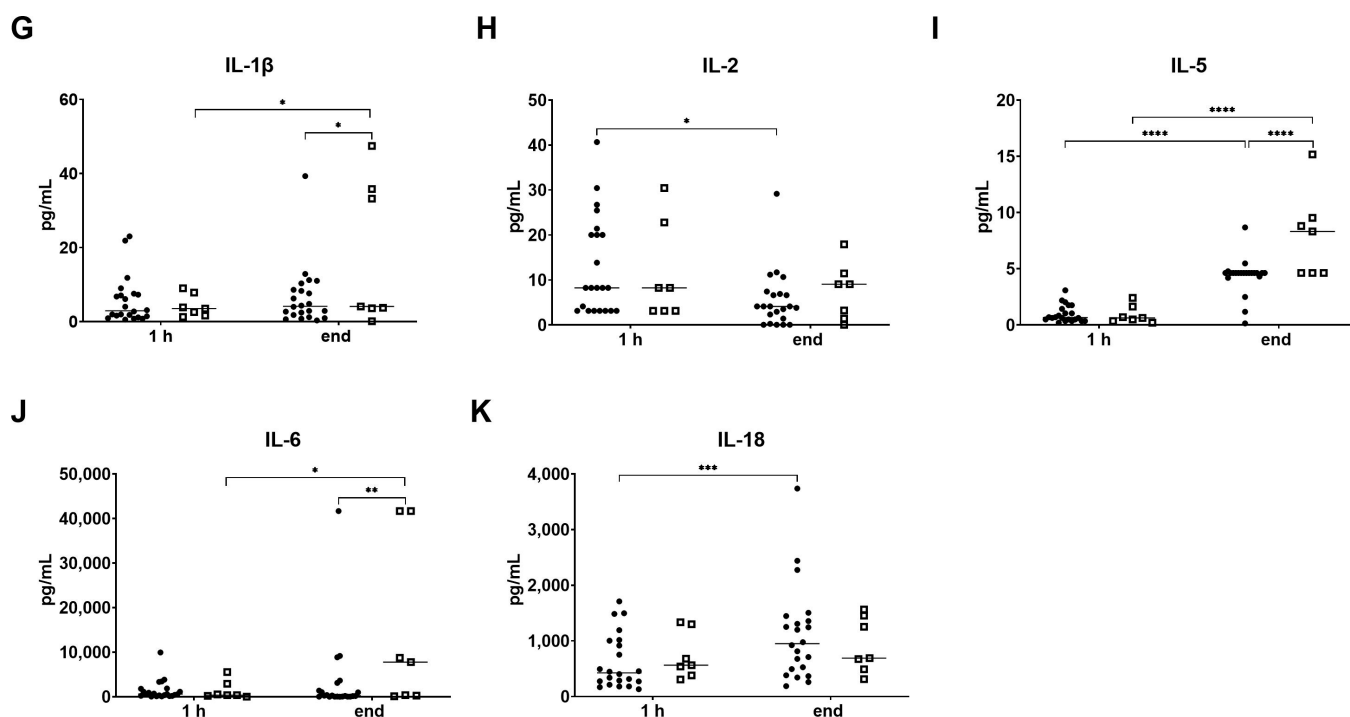 G
IL-1β
pg/mL
60
40
20
0
1 h
end
*
*
H
IL-2
pg/mL
50
40
30
20
10
0
1 h
end
*
I
IL-5
pg/mL
20
15
10
5
0
1 h
end
****
****
****
J
IL-6
pg/mL
50,000
40,000
30,000
20,000
10,000
0
1 h
end
*
**
K
IL-18
pg/mL
4,000
3,000
2,000
1,000
0
1 h
end
***